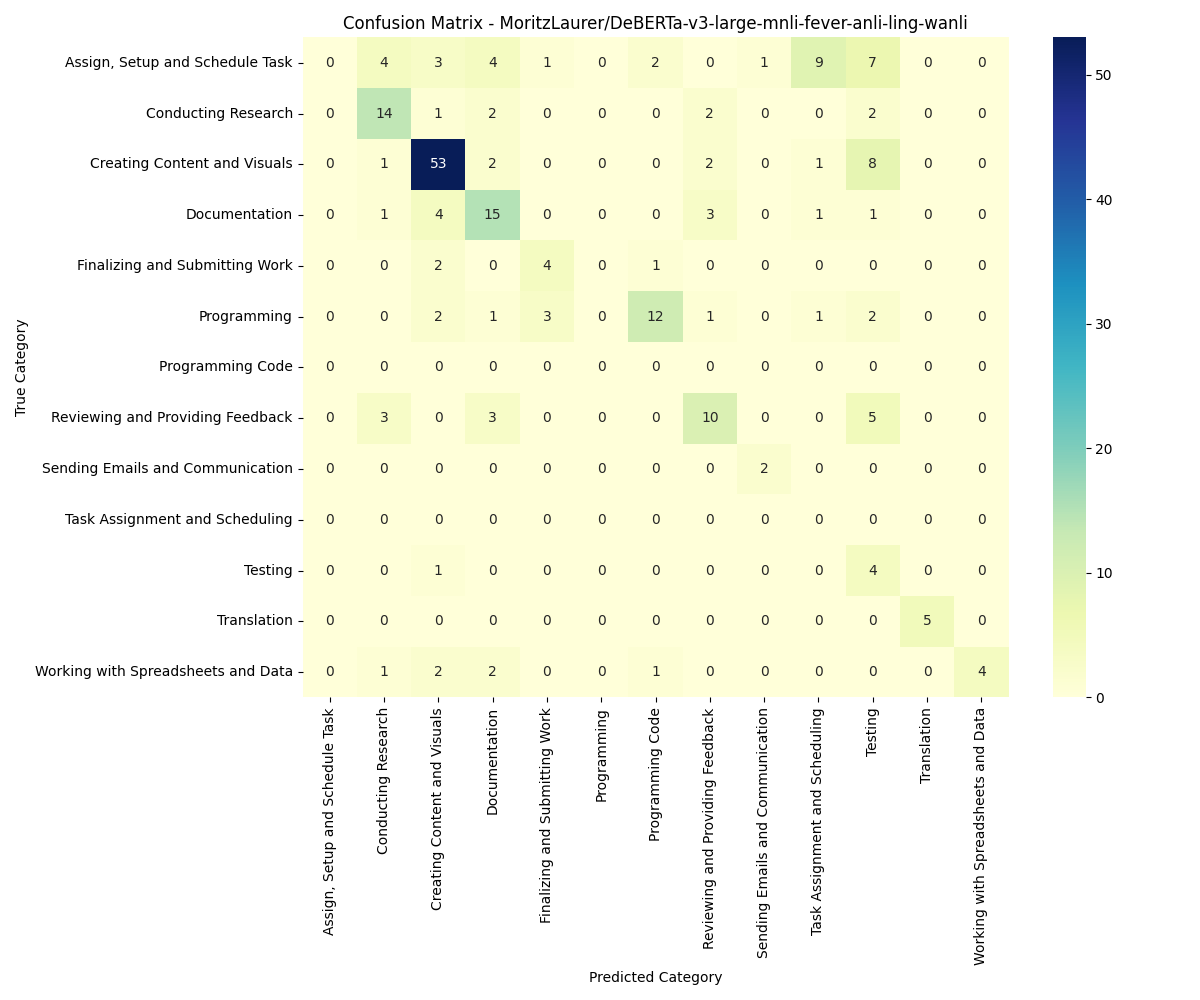 Confusion Matrix - MoritzLaurer/DeBERTa-v3-large-mnli-fever-anli-ling-wanli
True Category
Assign, Setup and Schedule Task 0 4 3 4 1 0 2 0 1 9 7 0 0
Conducting Research 0 14 1 2 0 0 0 2 0 0 2 0 0
Creating Content and Visuals 0 1 53 2 0 0 0 2 0 1 8 0 0
Documentation 0 1 4 15 0 0 0 3 0 1 1 0 0
Finalizing and Submitting Work 0 0 2 0 4 0 1 0 0 0 0 0 0
Programming 0 0 2 1 3 0 12 1 0 1 2 0 0
Programming Code 0 0 0 0 0 0 0 0 0 0 0 0 0
Reviewing and Providing Feedback 0 3 0 3 0 0 0 10 0 0 5 0 0
Sending Emails and Communication 0 0 0 0 0 0 0 0 2 0 0 0 0
Task Assignment and Scheduling 0 0 0 0 0 0 0 0 0 0 0 0 0
Testing 0 0 1 0 0 0 0 0 0 0 4 0 0
Translation 0 0 0 0 0 0 0 0 0 0 0 5 0
Working with Spreadsheets and Data 0 1 2 2 0 0 1 0 0 0 0 0 4
Assign, Setup and Schedule Task
Conducting Research
Creating Content and Visuals
Documentation
Finalizing and Submitting Work
Programming
Programming Code
Reviewing and Providing Feedback
Sending Emails and Communication
Task Assignment and Scheduling
Testing
Translation
Working with Spreadsheets and Data
Predicted Category
50
40
30
20
10
0